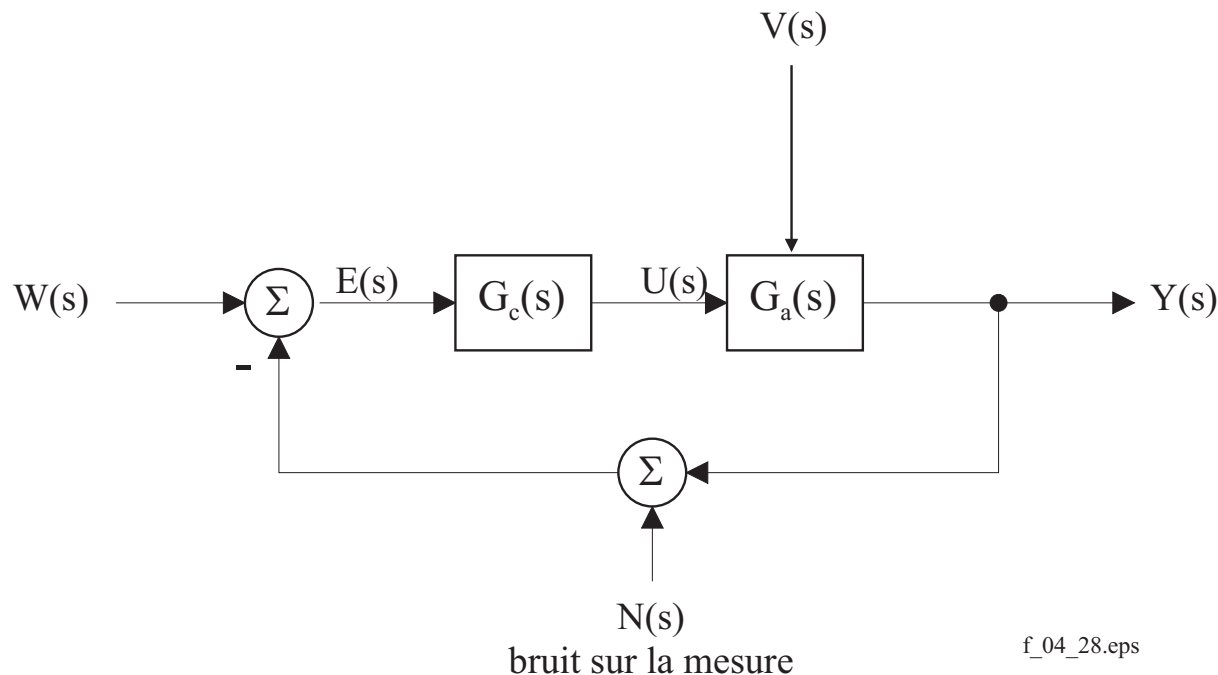 V(s)
W(s)
Σ
E(s)
G_c(s)
U(s)
G_a(s)
Y(s)
-
Σ
N(s)
bruit sur la mesure
f_04_28.eps